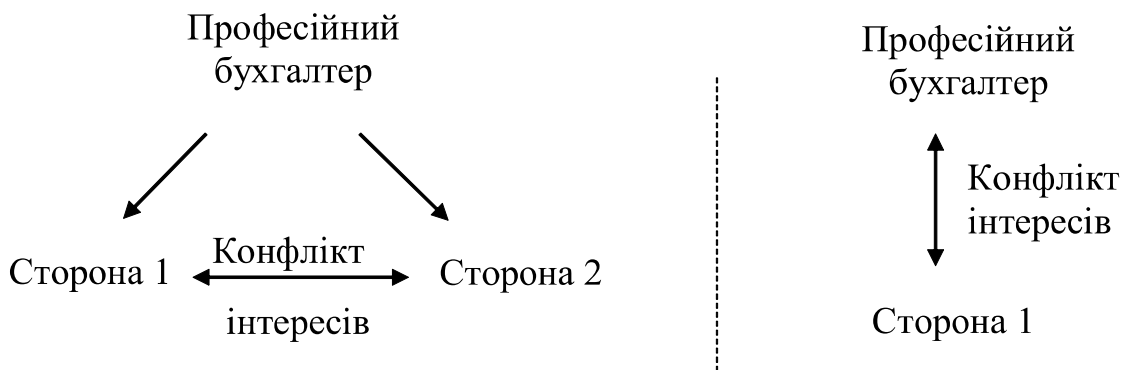 Професійний
бухгалтер
Сторона 1
Конфлікт
інтересів
Сторона 2
Професійний
бухгалтер
Конфлікт
інтересів
Сторона 1